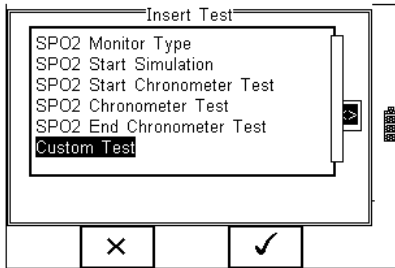 Insert Test
SPO2 Monitor Type
SPO2 Start Simulation
SPO2 Start Chronometer Test
SPO2 Chronometer Test
SPO2 End Chronometer Test
Custom Test